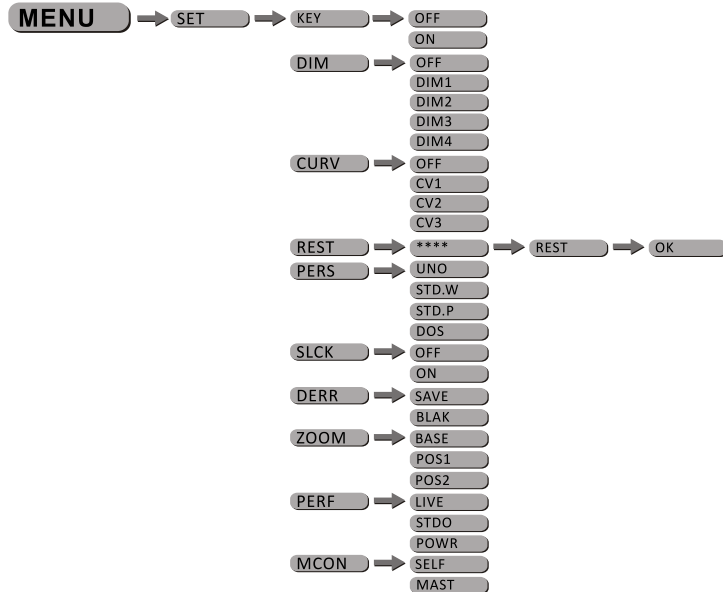 MENU SET KEY OFF
ON
DIM OFF
DIM1
DIM2
DIM3
DIM4
CURV OFF
CV1
CV2
CV3
REST **** REST OK
PERS UNO
STD.W
STD.P
DOS
SLCK OFF
ON
DERR SAVE
BLAK
ZOOM BASE
POS1
POS2
PERF LIVE
STDO
POWR
MCON SELF
MAST